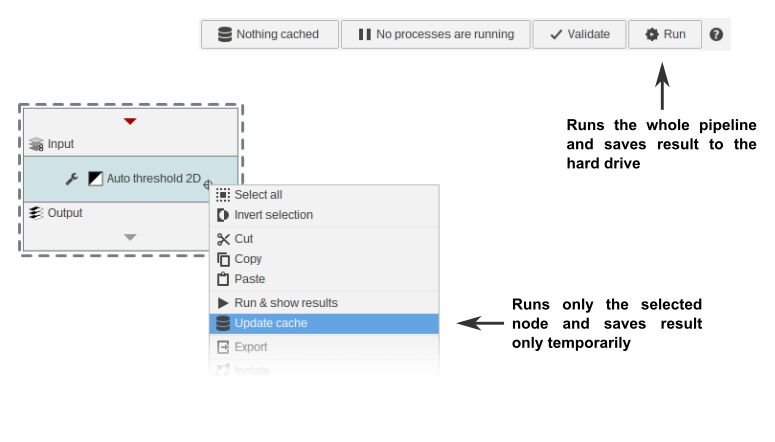 Nothing cached
No processes are running
Validate
Run
Runs the whole pipeline
and saves result to the
hard drive
Input
Auto threshold 2D
Output
Select all
Invert selection
Cut
Copy
Paste
Run & show results
Update cache
Export
Isolate
Runs only the selected
node and saves result
only temporarily